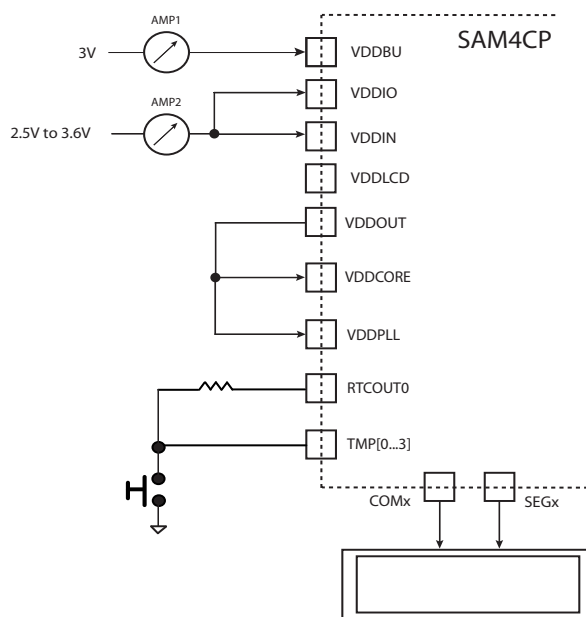 AMP1
SAM4CP
3V
VDDBU
AMP2
VDDIO
2.5V to 3.6V
VDDIN
VDDLCD
VDDOUT
VDDCORE
VDDPLL
RTCOUT0
TMP[0...3]
COMx
SEGx